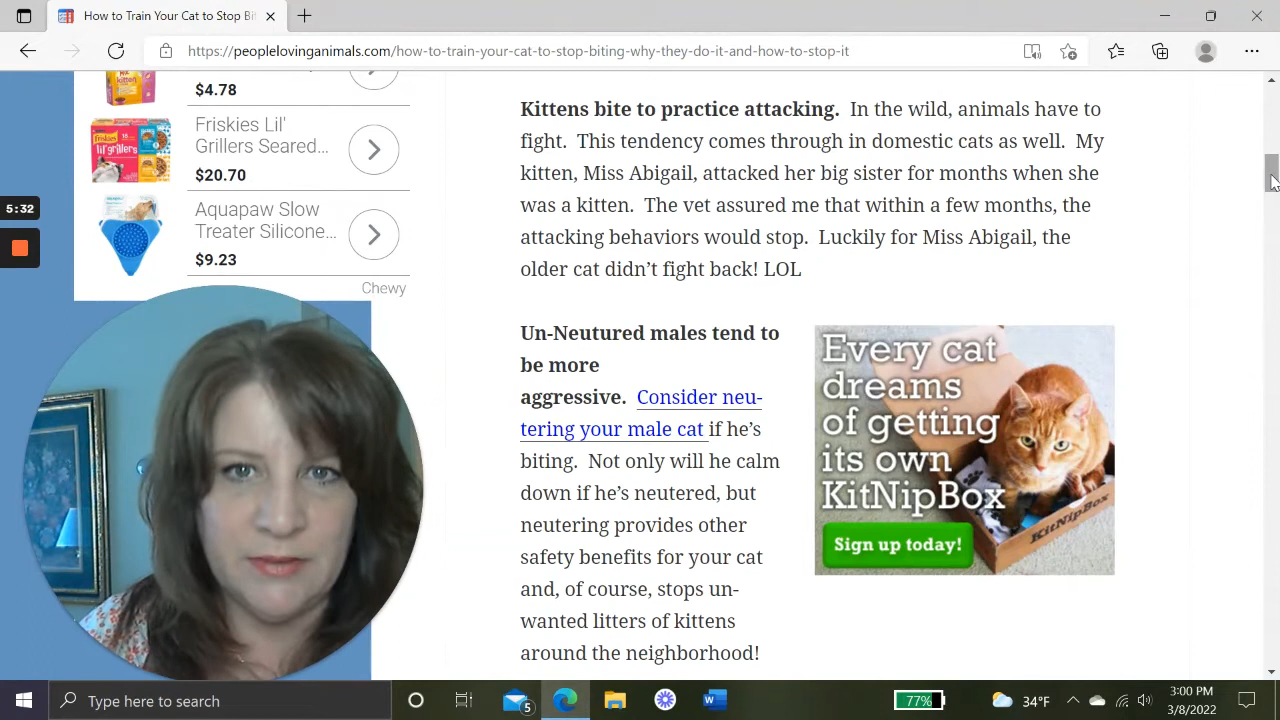 How to Train Your Cat to Stop Bit
https://peoplelovinganimals.com/how-to-train-your-cat-to-stop-biting-why-they-do-it-and-how-to-stop-it
kitten
$4.78
Friskies Lil'
Grillers Seared...
$20.70
Aquapaw Slow
Treater Silicone...
$9.23
Chewy
5:32
Kittens bite to practice attacking. In the wild, animals have to
fight. This tendency comes through in domestic cats as well. My
kitten, Miss Abigail, attacked her big sister for months when she
was a kitten. The vet assured me that within a few months, the
attacking behaviors would stop. Luckily for Miss Abigail, the
older cat didn't fight back! LOL
Un-Neutured males tend to
be more
aggressive. Consider neu-
tering your male cat if he's
biting. Not only will he calm
down if he's neutered, but
neutering provides other
safety benefits for your cat
and, of course, stops un-
wanted litters of kittens
around the neighborhood!
Every cat
dreams
of getting
its own
KitNipBox
Sign up today!
KitNipBox
Type here to search
5
77%
34°F
3:00 PM
3/8/2022